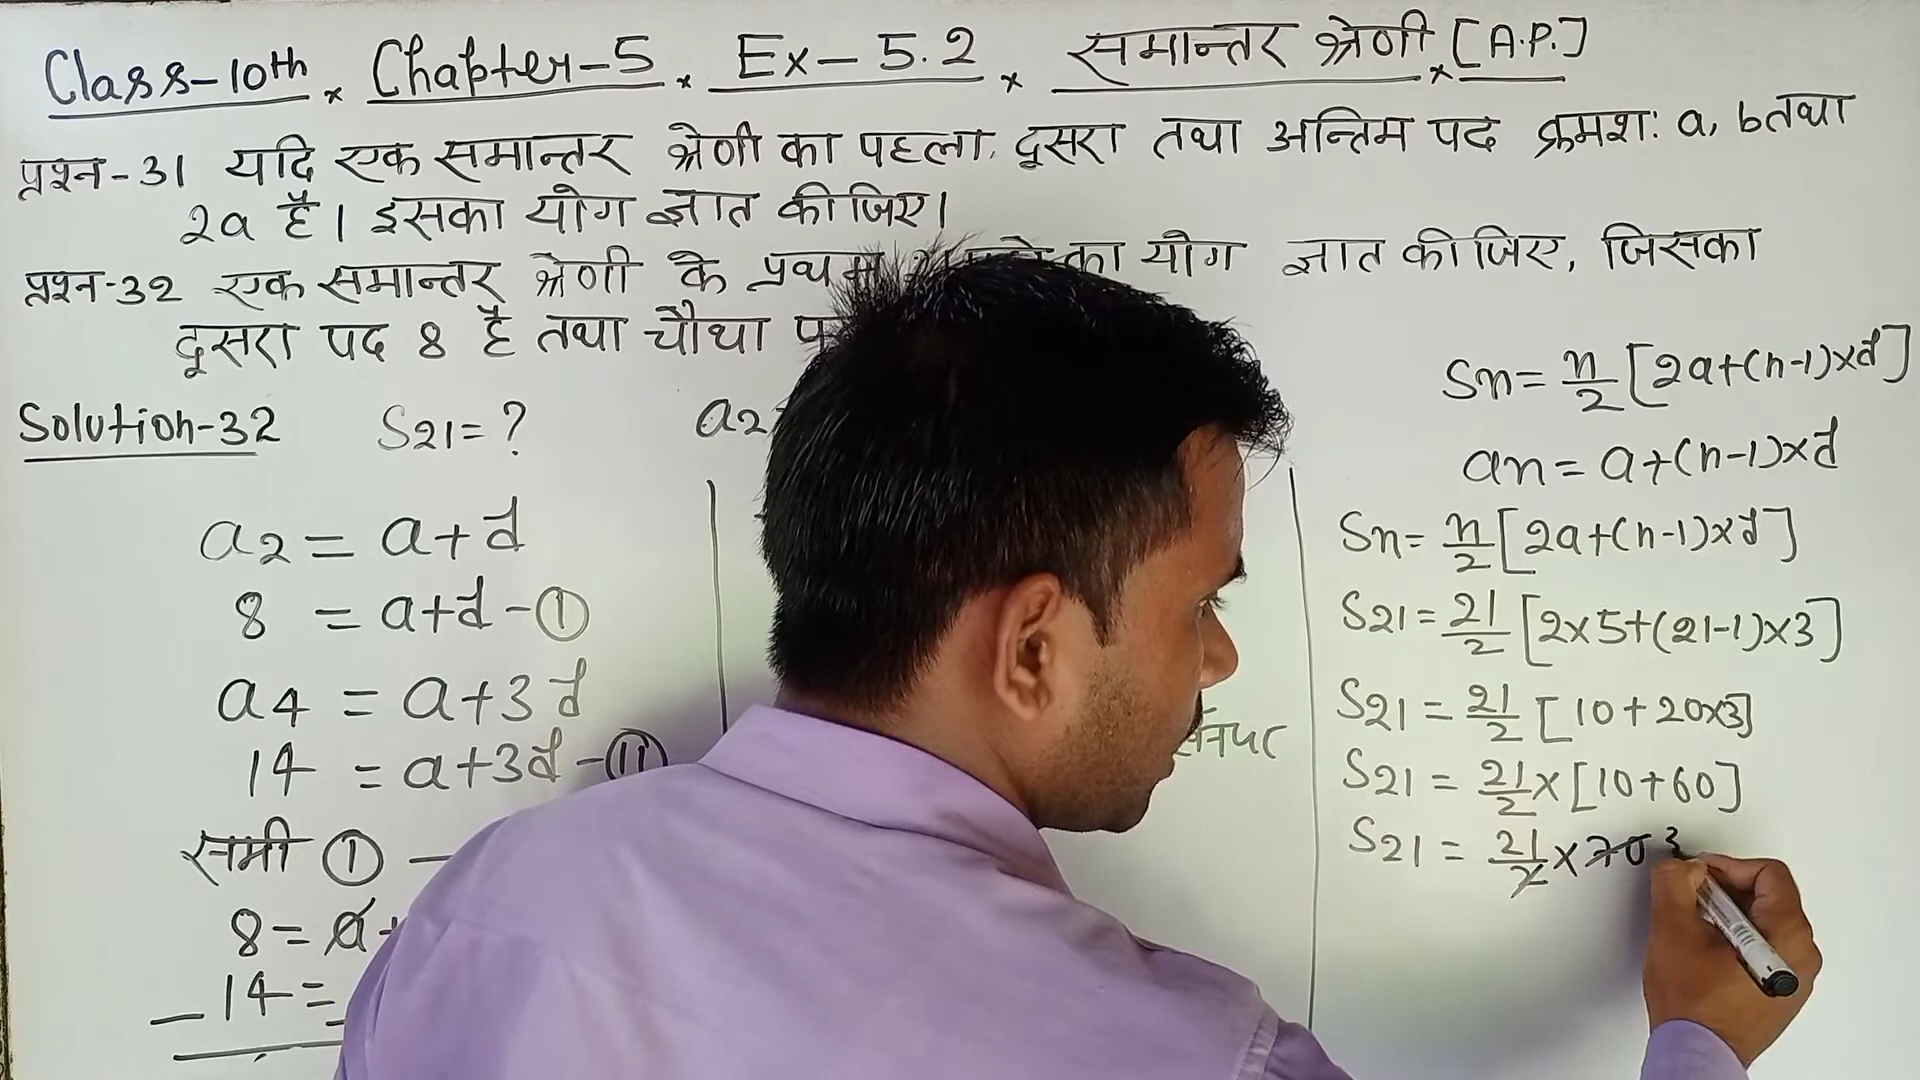 Class-10th × Chapter-5 × Ex-5.2 × समान्तर श्रेणी × [A.P.]
प्रश्न-31 यदि एक समान्तर श्रेणी का पहला, दूसरा तथा अन्तिम पद क्रमश: a, b तथा
2a है। इसका योग ज्ञात कीजिए।
प्रश्न-32 एक समान्तर श्रेणी के प्रथम का योग ज्ञात कीजिए, जिसका
दूसरा पद 8 है तथा चौथा
Solution-32 S21=? a2
a2 = a+d
8 = a+d -①
a4 = a+3d
14 = a+3d -⑪
समी ① -
8= a+
-14=
Sn= n/2 [2a+(n-1)×d]
an = a+(n-1)×d
Sn= n/2 [2a+(n-1)×d]
S21= 21/2 [2×5+(21-1)×3]
S21 = 21/2 [10+20×3]
S21 = 21/2 × [10+60]
S21 = 21/2 × 70 3